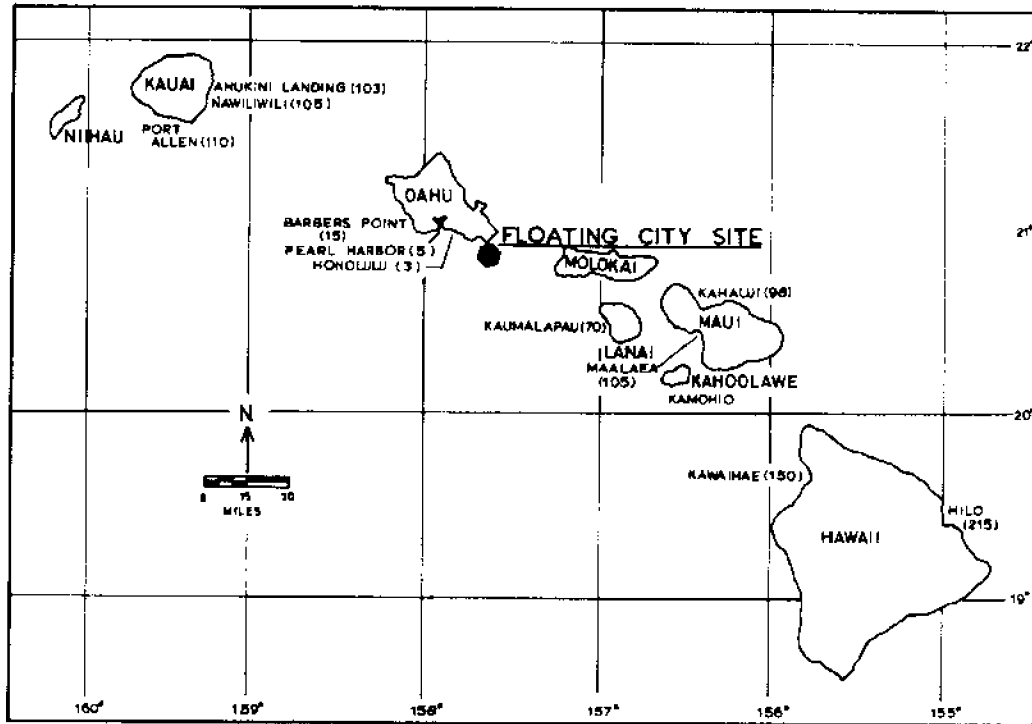 22°
KAUAI
AHUKINI LANDING (103)
NAWILIWILI (105)
NIIHAU
PORT
ALLEN (110)
OAHU
BARBERS POINT
(15)
PEARL HARBOR (5)
HONOLULU (3)
FLOATING CITY SITE
21°
MOLOKAI
KAHALUI (98)
KAUMALAPAU (70)
MAUI
LANAI
MAALAEA
(105)
KAHOOLAWE
KAMOHIO
20°
N
MILES
KAWAIHAE (150)
HILO
(215)
HAWAII
19°
160°
159°
158°
157°
156°
155°